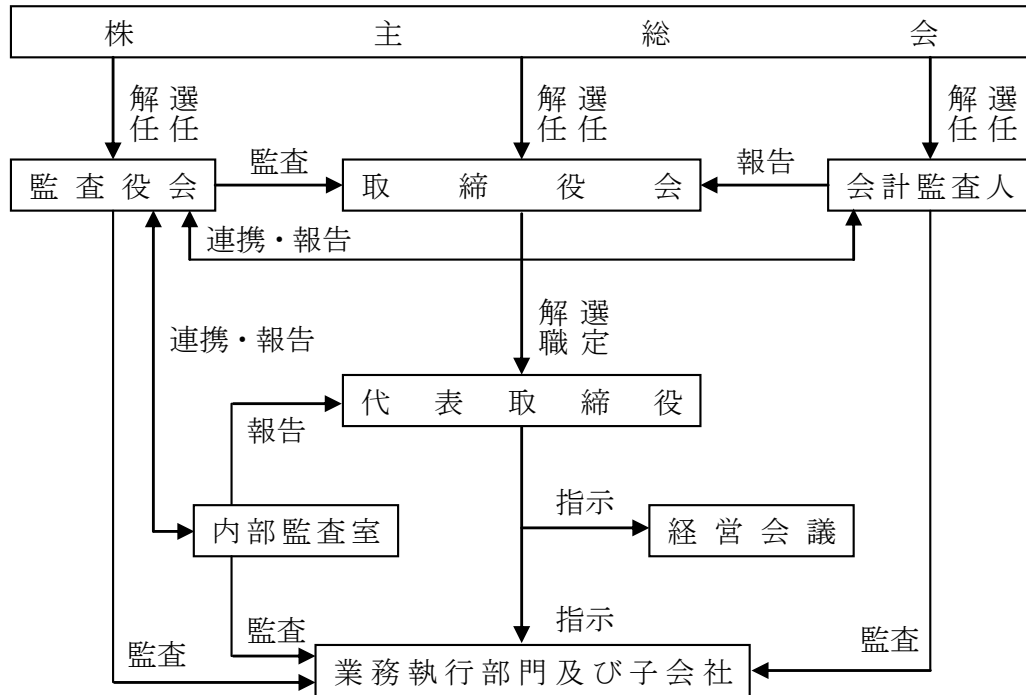 株主総会
選任
解任
選任
解任
選任
解任
監査役会
監査
取締役会
報告
会計監査人
連携・報告
選定
解職
連携・報告
代表取締役
報告
指示
内部監査室
経営会議
監査
指示
監査
監査
業務執行部門及び子会社